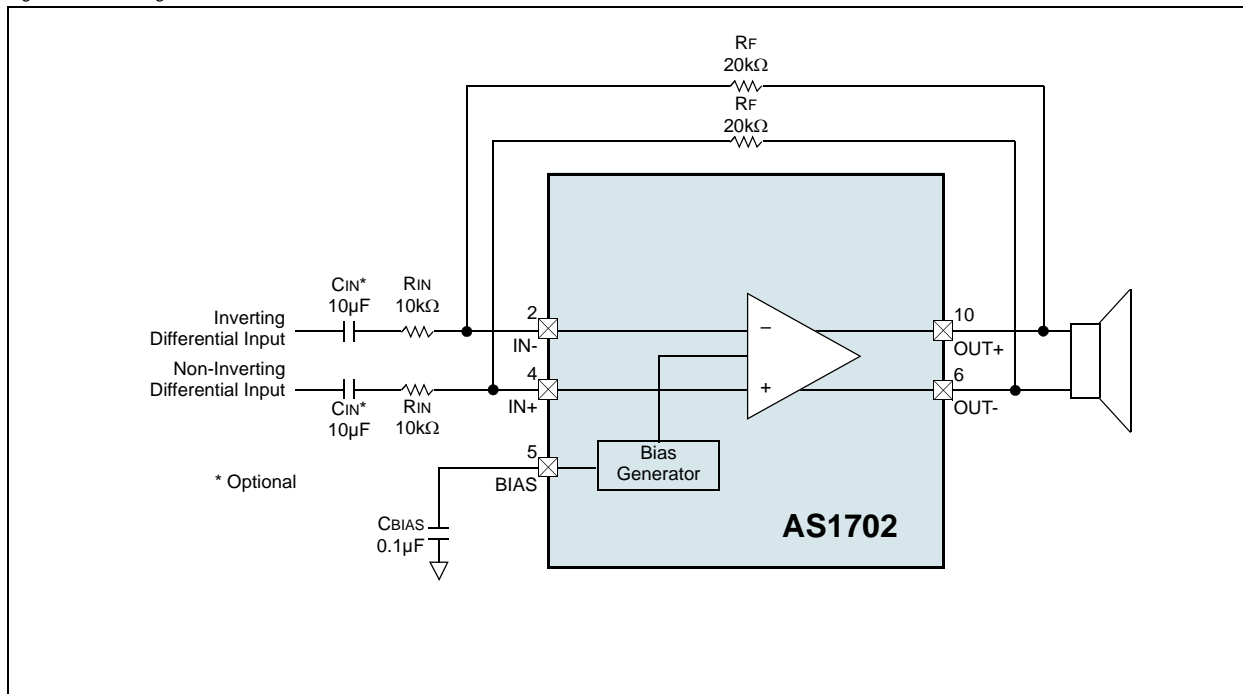 RF
20kΩ
RF
20kΩ
CIN*
10µF
RIN
10kΩ
Inverting
Differential Input
2
IN-
–
10
OUT+
Non-Inverting
Differential Input
4
IN+
+
6
OUT-
CIN*
10µF
RIN
10kΩ
5
BIAS
Bias
Generator
* Optional
CBIAS
0.1µF
AS1702